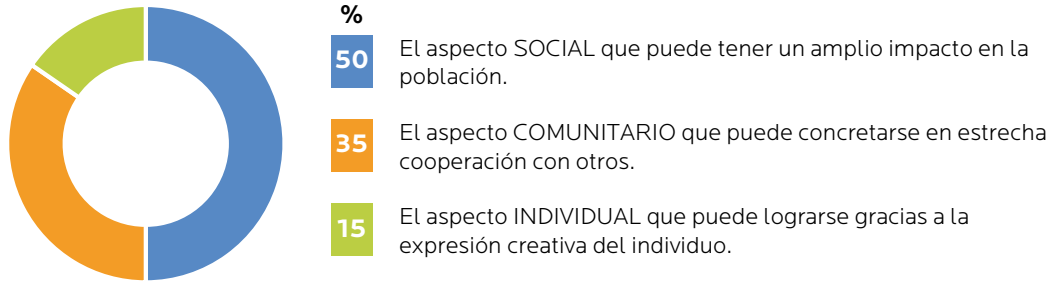 %
50
El aspecto SOCIAL que puede tener un amplio impacto en la
población.
35
El aspecto COMUNITARIO que puede concretarse en estrecha
cooperación con otros.
15
El aspecto INDIVIDUAL que puede lograrse gracias a la
expresión creativa del individuo.